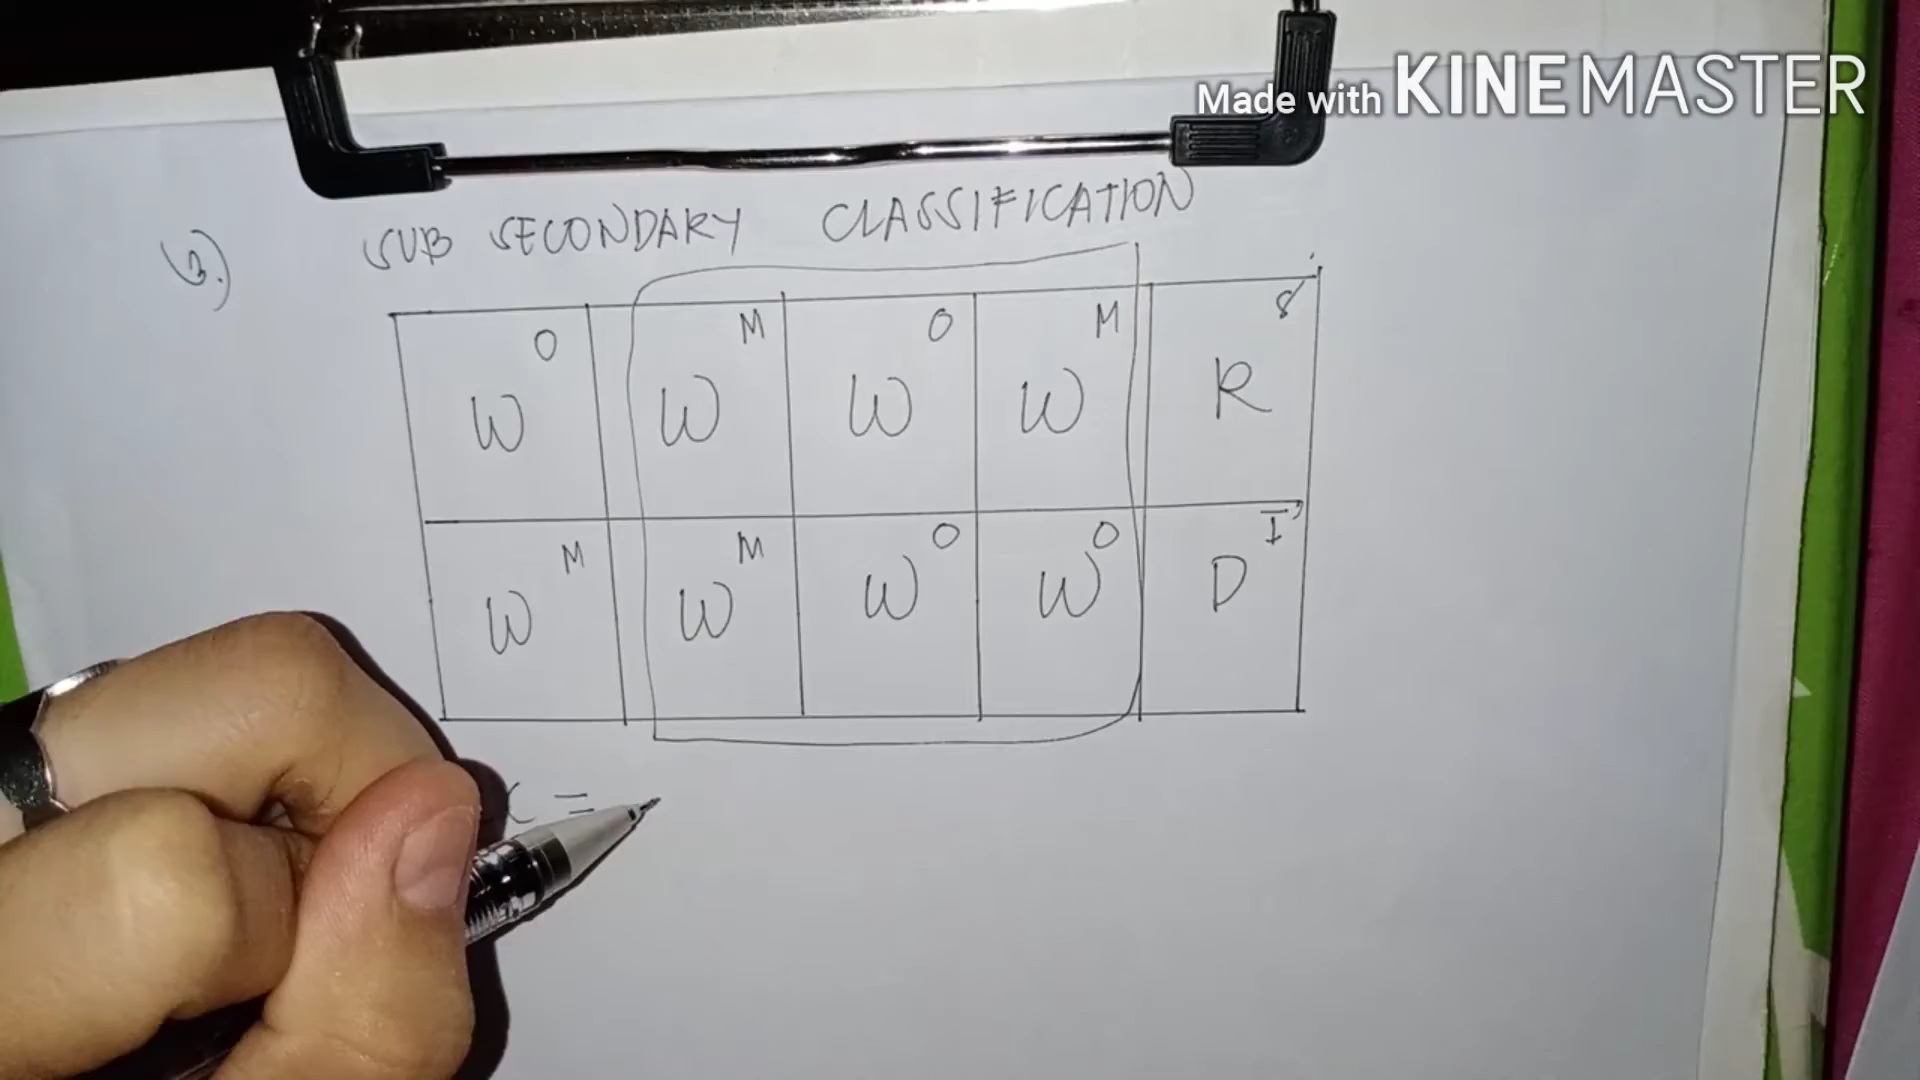 Made with KINEMASTER
3.) SUB SECONDARY CLASSIFICATION
O M O M S
W W W W R
M M O O I
W W W W D
=